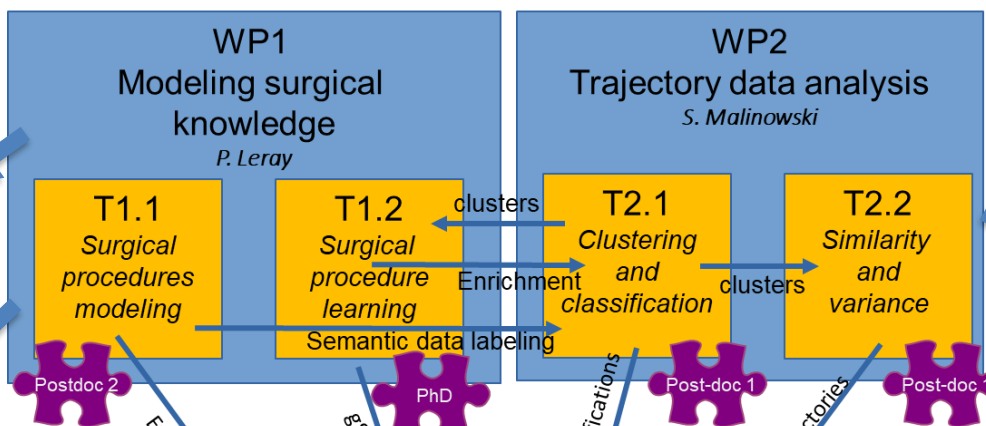 WP1
Modeling surgical
knowledge
P. Leray
WP2
Trajectory data analysis
S. Malinowski
T1.1
Surgical
procedures
modeling
T1.2
Surgical
procedure
learning
clusters
Enrichment
Semantic data labeling
T2.1
Clustering
and
classification
clusters
T2.2
Similarity
and
variance
Postdoc 2
PhD
Post-doc 1
Post-doc